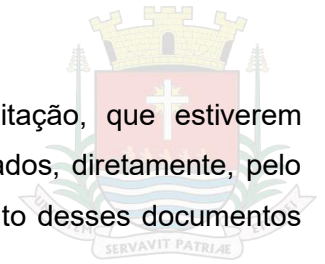 itação, que estiverem
ados, diretamente, pelo
to desses documentos
SERVAVIT PATRIAE